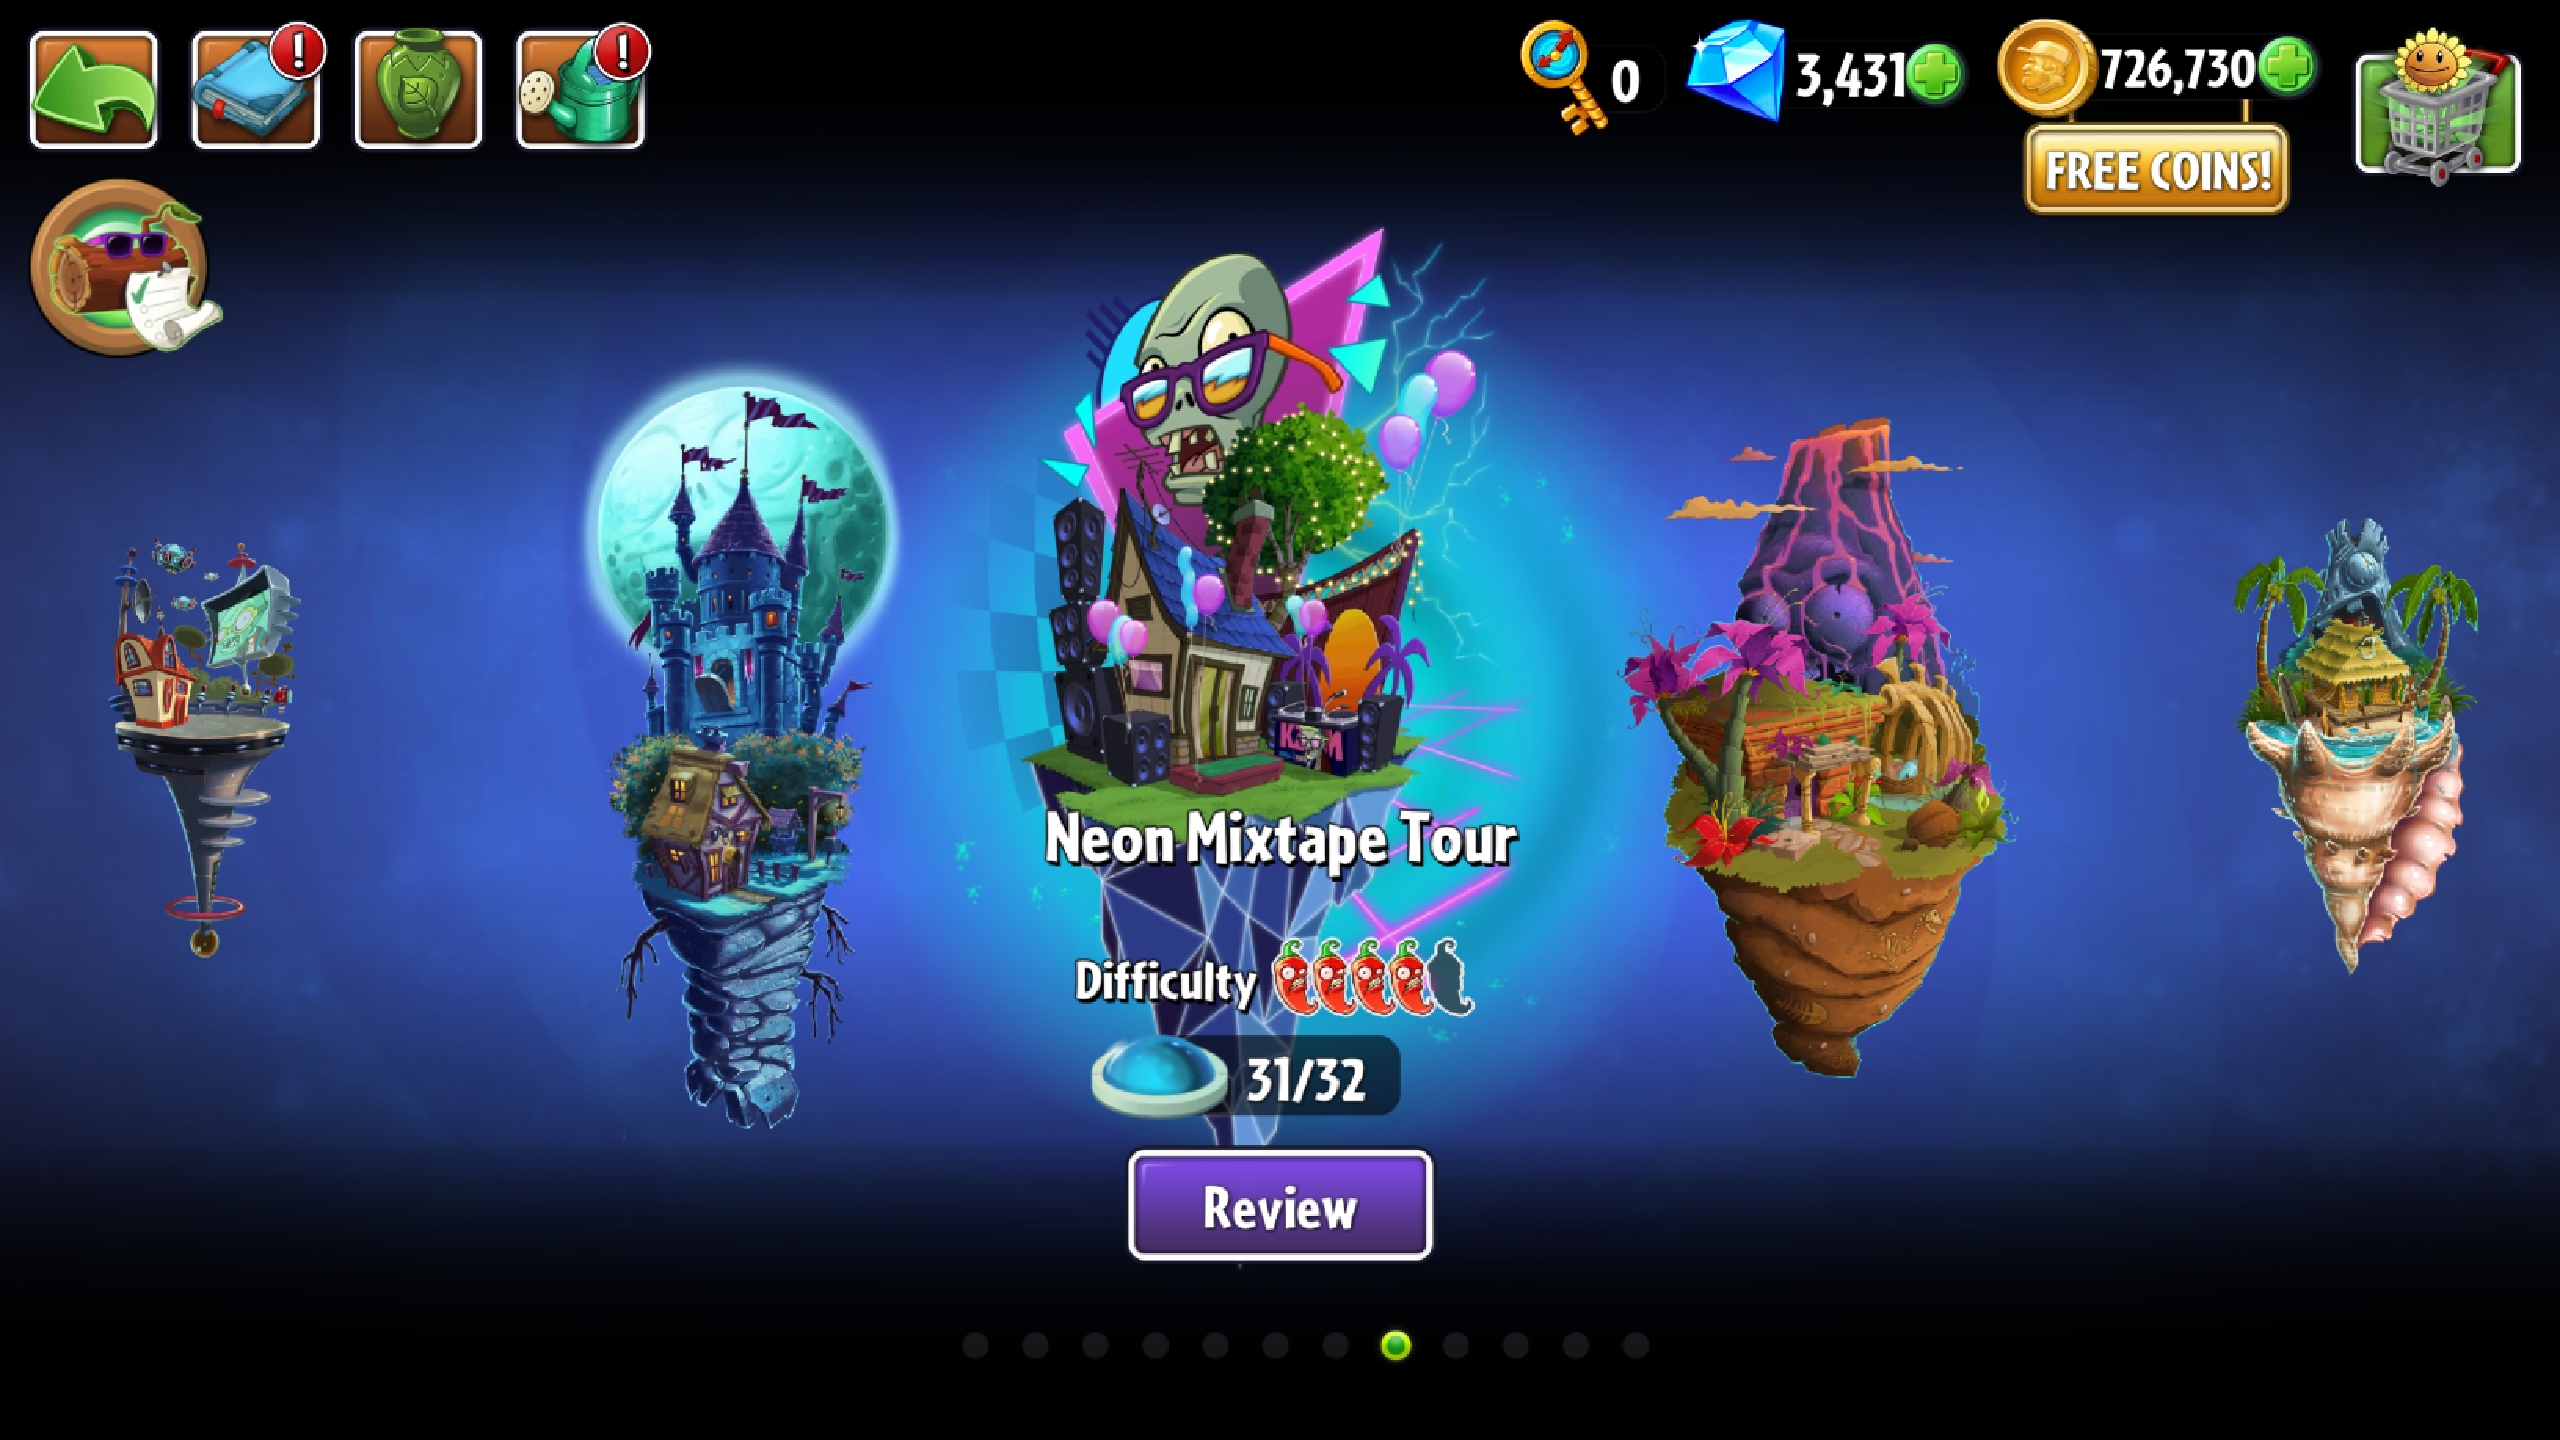 0
3,431
726,730
FREE COINS!
Neon Mixtape Tour
Difficulty
31/32
Review